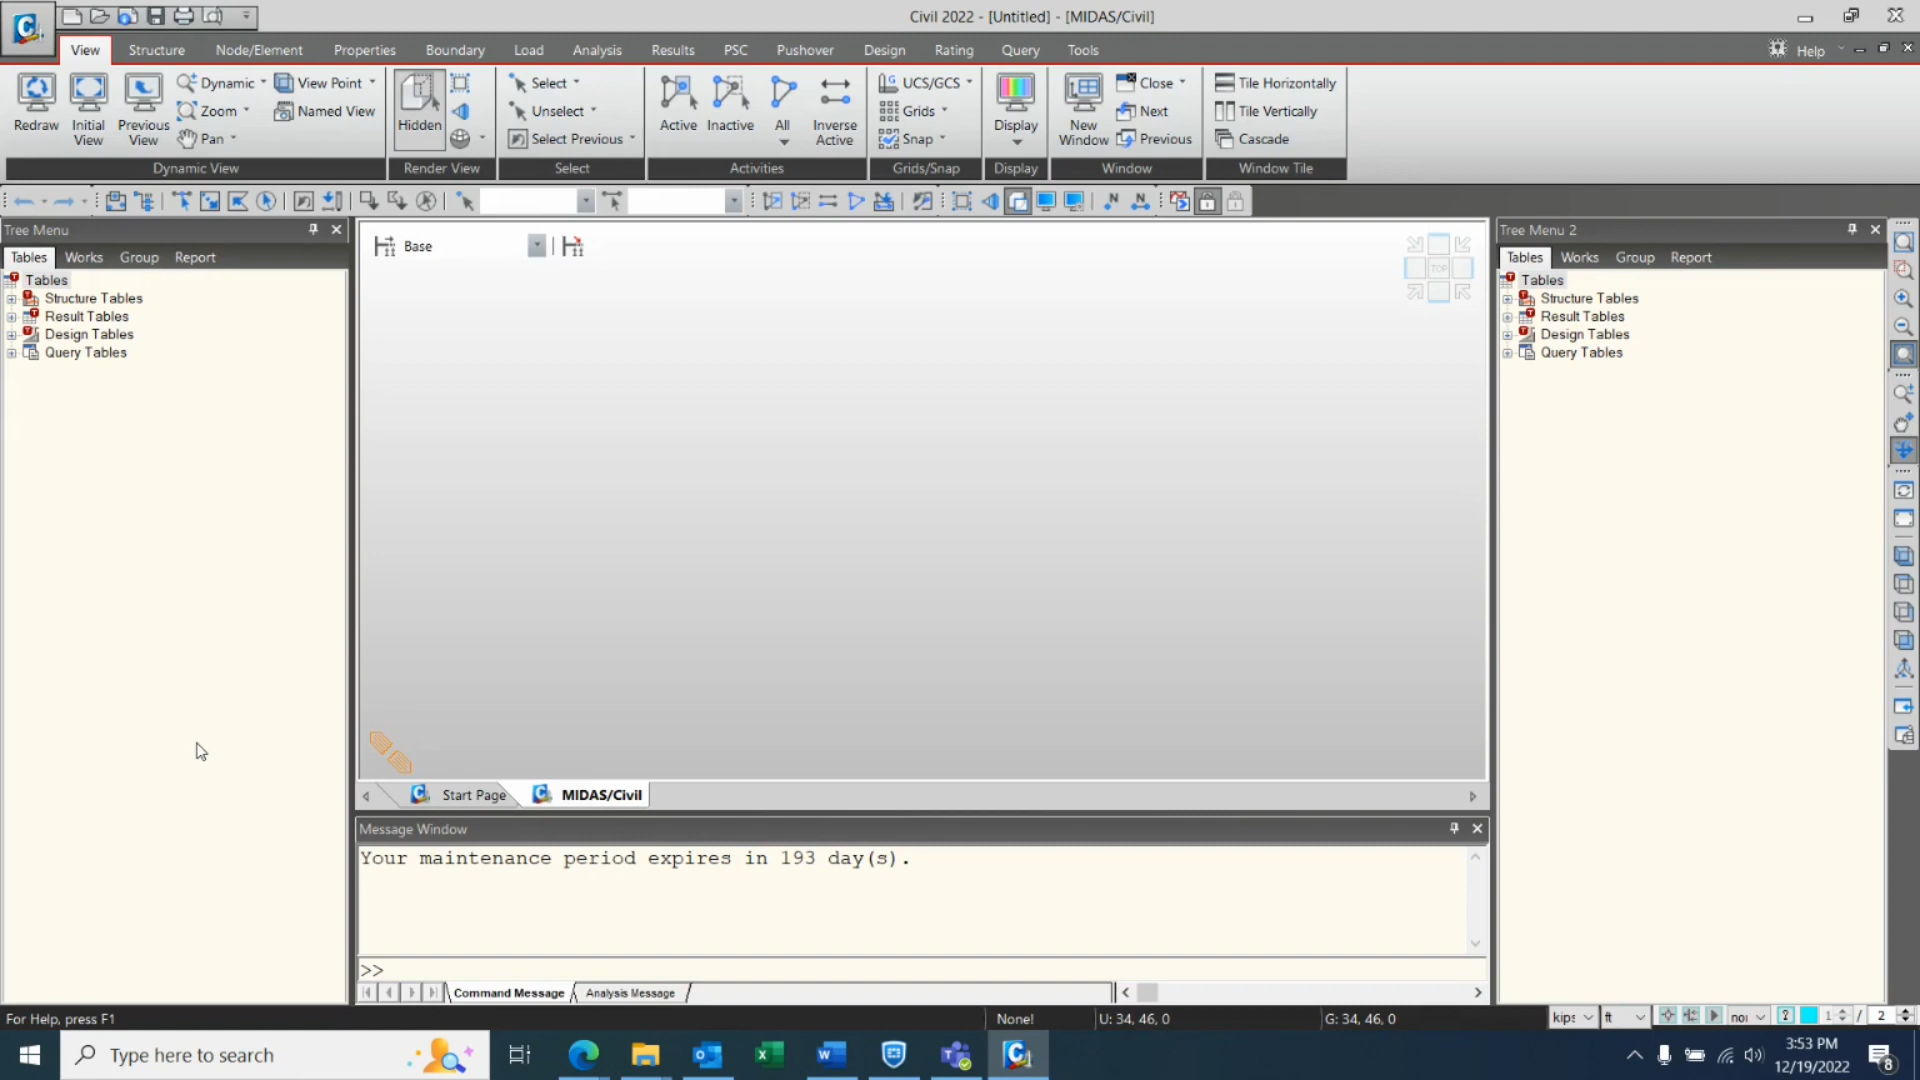 Civil 2022 - [Untitled] - [MIDAS/Civil]
View Structure Node/Element Properties Boundary Load Analysis Results PSC Pushover Design Rating Query Tools Help
Redraw
Initial View
Previous View
Dynamic
Zoom
Pan
View Point
Named View
Dynamic View
Hidden
Render View
Select
Unselect
Select Previous
Select
Active
Inactive
All
Inverse Active
Activities
UCS/GCS
Grids
Snap
Grids/Snap
Display
Display
New Window
Close
Next
Previous
Window
Tile Horizontally
Tile Vertically
Cascade
Window Tile
Tree Menu
Tables Works Group Report
Tables
Structure Tables
Result Tables
Design Tables
Query Tables
Base
TOP
Start Page
MIDAS/Civil
Message Window
Your maintenance period expires in 193 day(s).
>>
Command Message
Analysis Message
Tree Menu 2
Tables Works Group Report
Tables
Structure Tables
Result Tables
Design Tables
Query Tables
For Help, press F1
None!
U: 34, 46, 0
G: 34, 46, 0
kips
ft
non
1
/
2
Type here to search
3:53 PM
12/19/2022
8